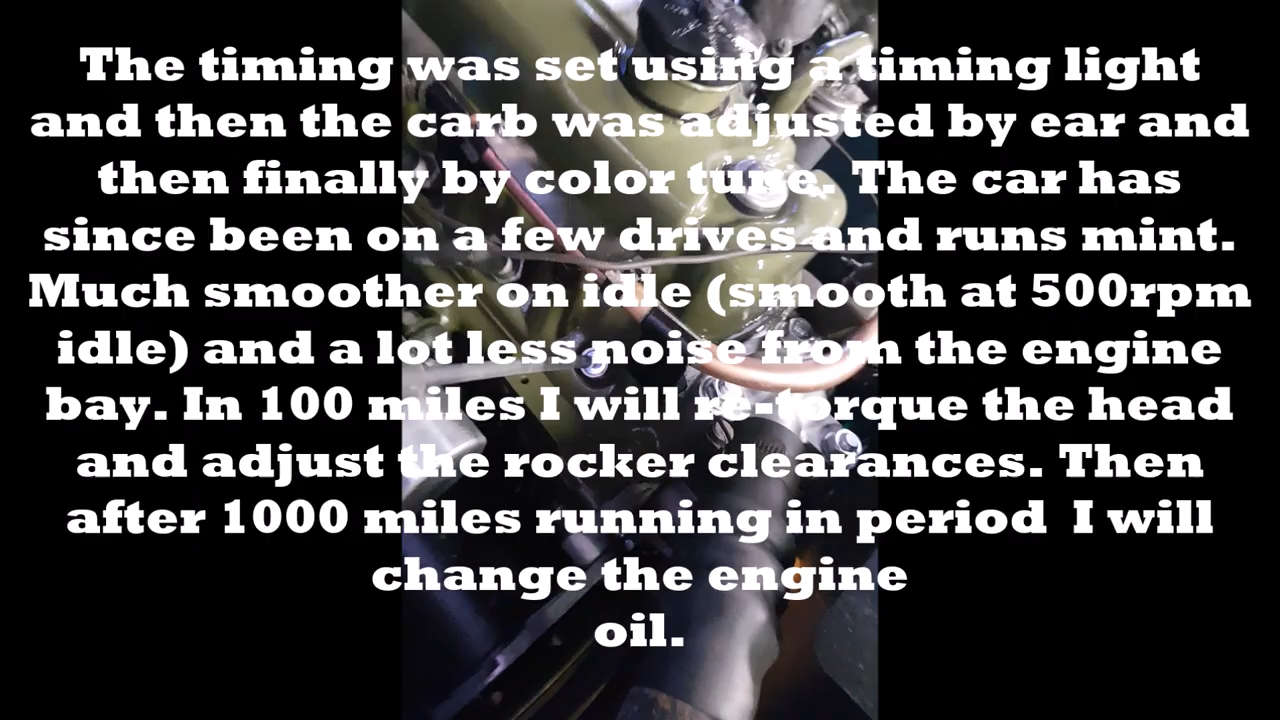 The timing was set using a timing light
and then the carb was adjusted by ear and
then finally by color tune. The car has
since been on a few drives and runs mint.
Much smoother on idle (smooth at 500rpm
idle) and a lot less noise from the engine
bay. In 100 miles I will re-torque the head
and adjust the rocker clearances. Then
after 1000 miles running in period  I will
change the engine
oil.